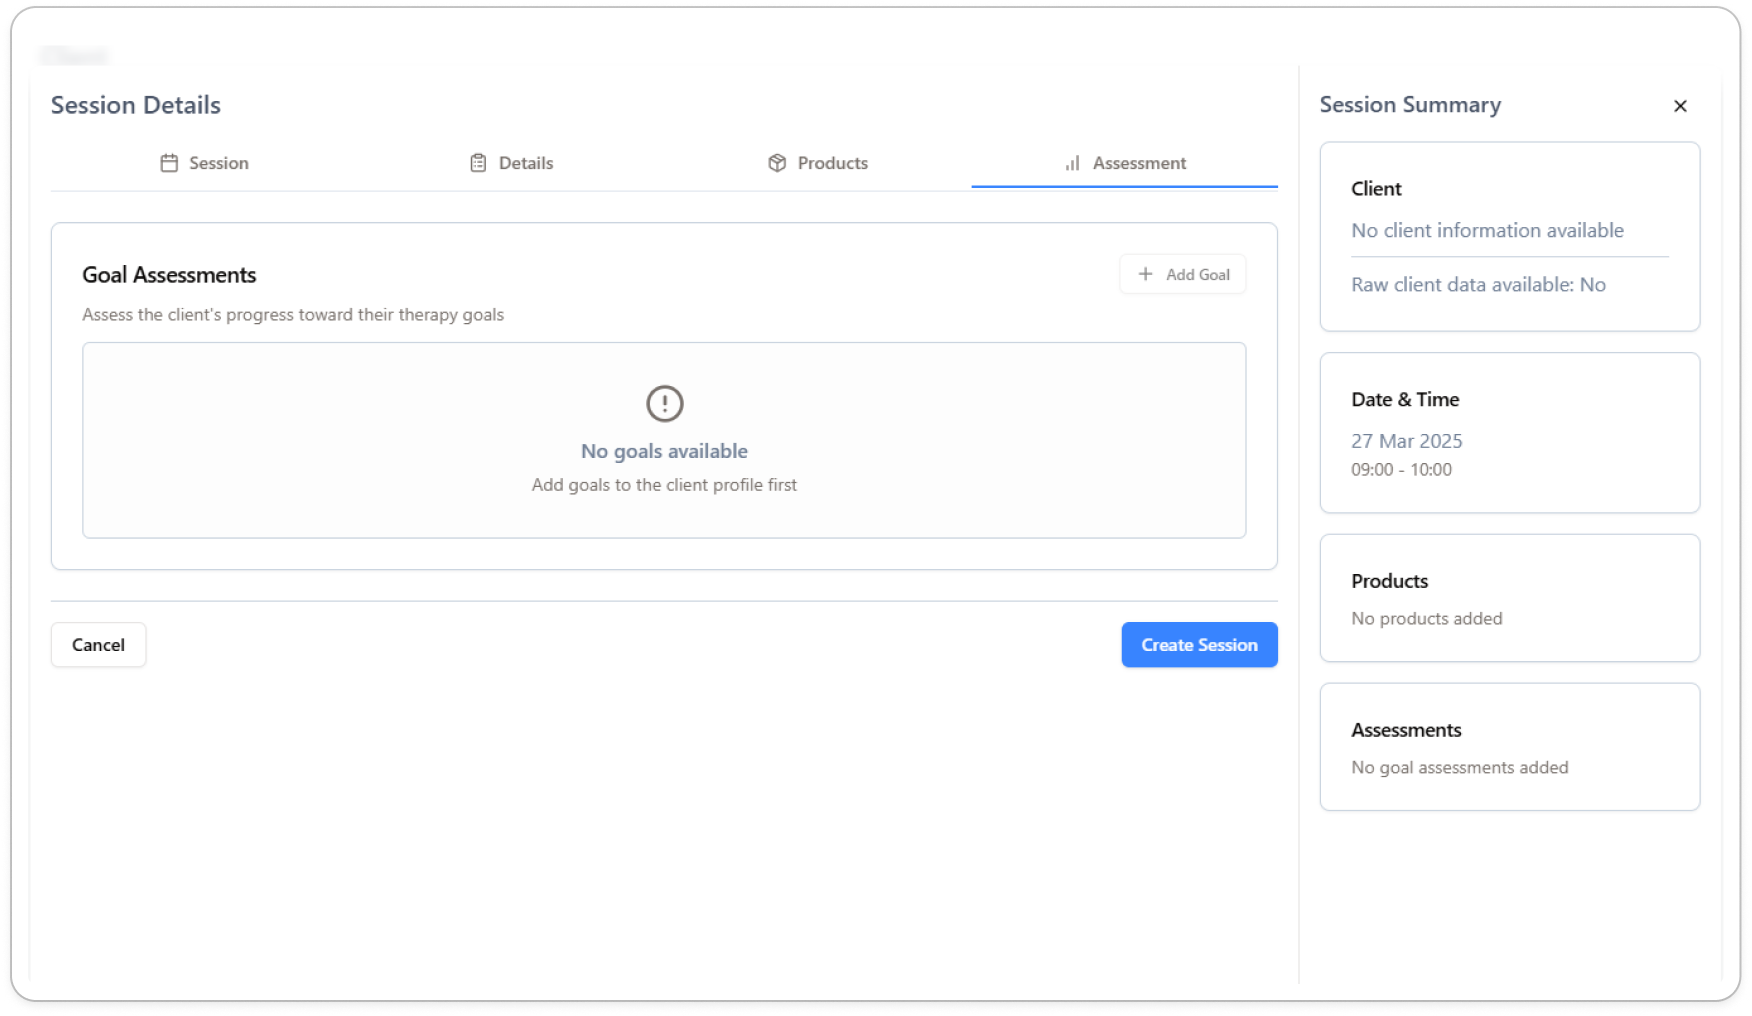 Session Details
Session
Details
Products
Assessment
Goal Assessments
Add Goal
Assess the client's progress toward their therapy goals
No goals available
Add goals to the client profile first
Cancel
Create Session
Session Summary
Client
No client information available
Raw client data available: No
Date & Time
27 Mar 2025
09:00 - 10:00
Products
No products added
Assessments
No goal assessments added